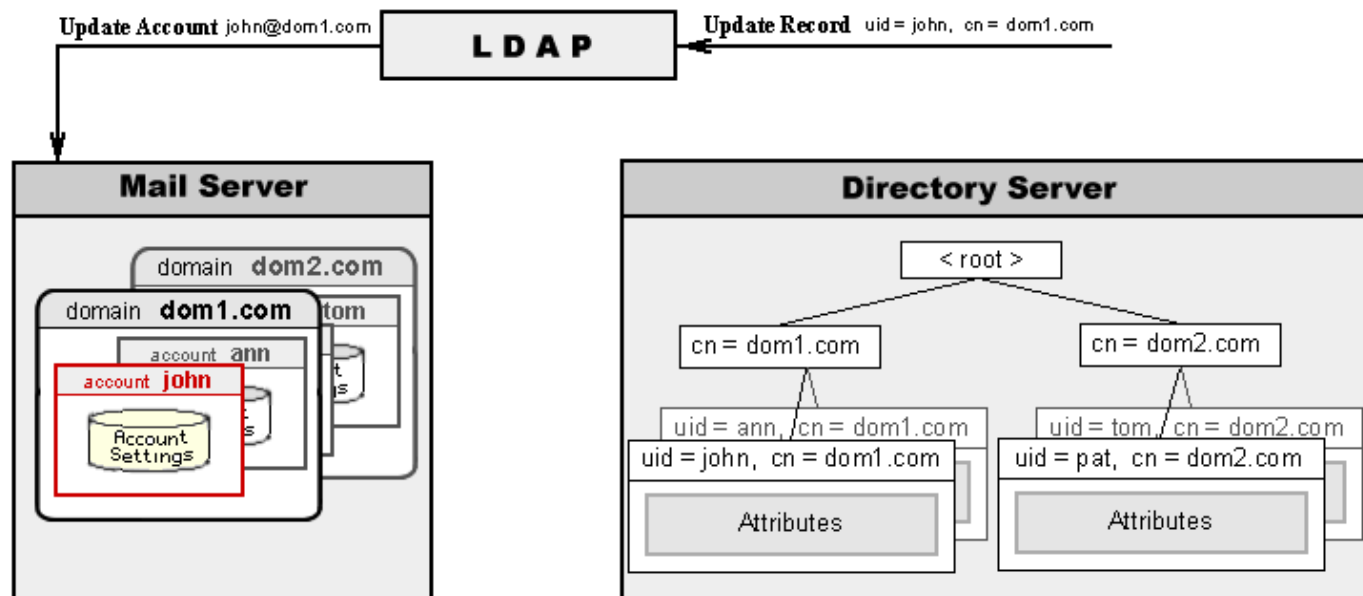 Update Account john@dom1.com
L D A P
Update Record uid = john, cn = dom1.com
Mail Server
domain dom2.com
tom
domain dom1.com
account ann
account john
Account
Settings
Directory Server
< root >
cn = dom1.com
cn = dom2.com
uid = ann, cn = dom1.com
uid = tom, cn = dom2.com
uid = john, cn = dom1.com
uid = pat, cn = dom2.com
Attributes
Attributes